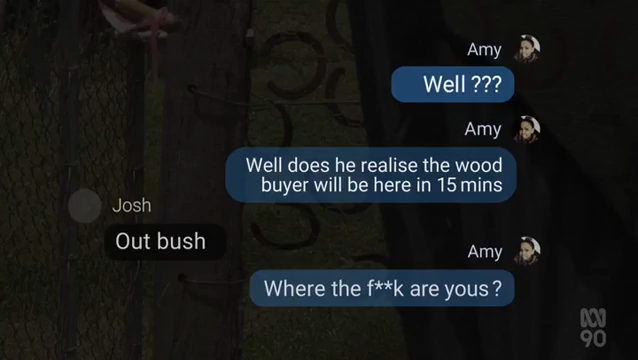 Amy
Well ???
Amy
Well does he realise the wood
buyer will be here in 15 mins
Josh
Out bush
Amy
Where the f**k are yous ?
ABC
90